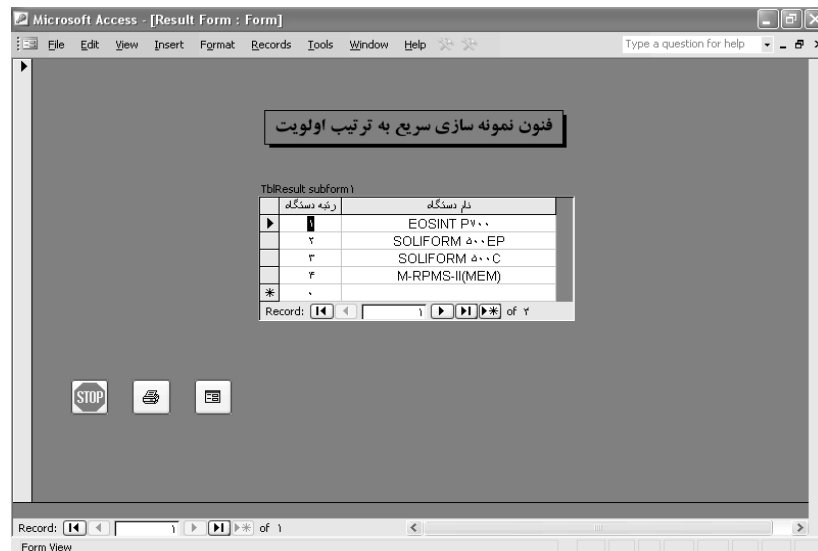 Microsoft Access - [Result Form : Form]
File Edit View Insert Format Records Tools Window Help
Type a question for help
فنون نمونه سازی سریع به ترتیب اولویت
TblResult subform۱
رتبه دستگاه نام دستگاه
۱ EOSINT P۷۰۰
۲ SOLIFORM ۵۰۰EP
۳ SOLIFORM ۵۰۰C
۴ M-RPMS-II(MEM)
۰
Record: ۱ of ۴
STOP
Record: ۱ of ۱
Form View